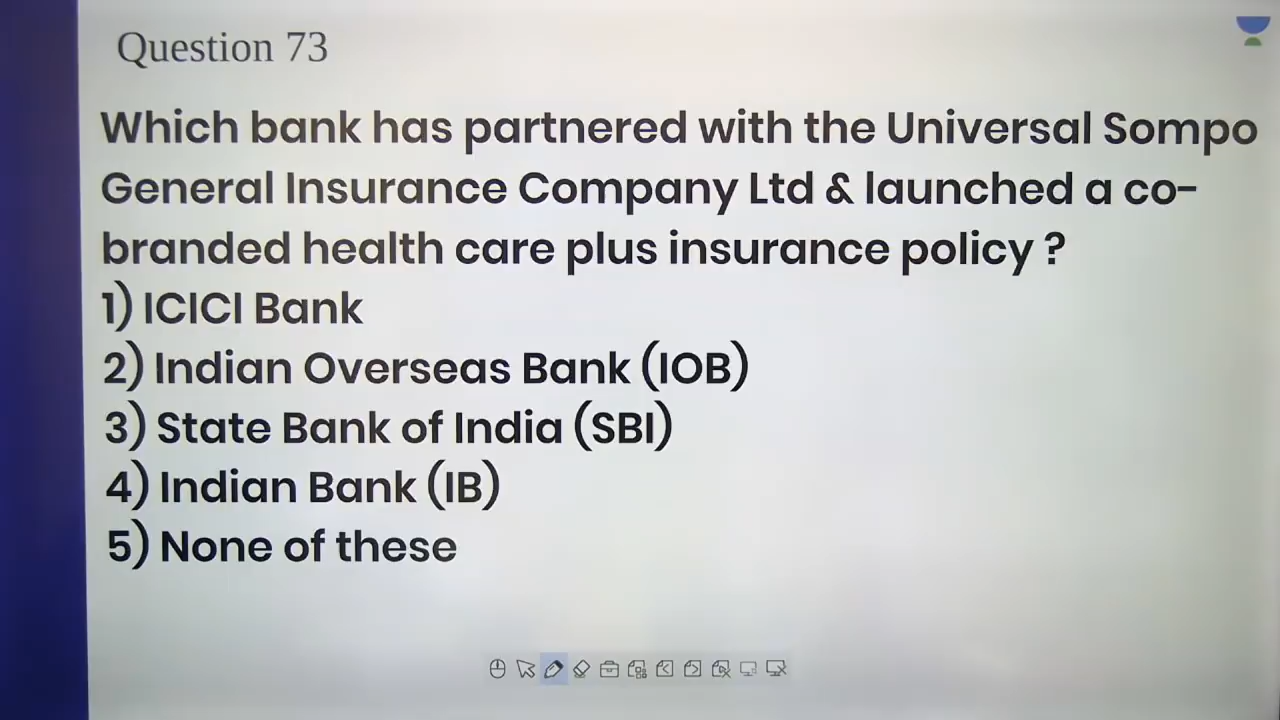 Question 73
Which bank has partnered with the Universal Sompo
General Insurance Company Ltd & launched a co-
branded health care plus insurance policy ?
1) ICICI Bank
2) Indian Overseas Bank (IOB)
3) State Bank of India (SBI)
4) Indian Bank (IB)
5) None of these